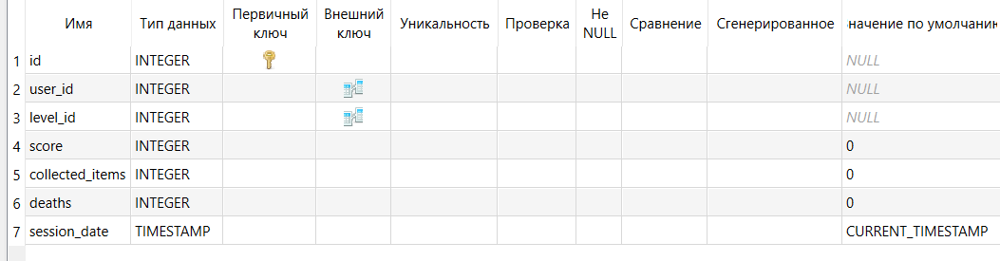 Имя Тип данных Первичный ключ Внешний ключ Уникальность Проверка Не NULL Сравнение Сгенерированное значение по умолчанию
1 id INTEGER NULL
2 user_id INTEGER NULL
3 level_id INTEGER NULL
4 score INTEGER 0
5 collected_items INTEGER 0
6 deaths INTEGER 0
7 session_date TIMESTAMP CURRENT_TIMESTAMP